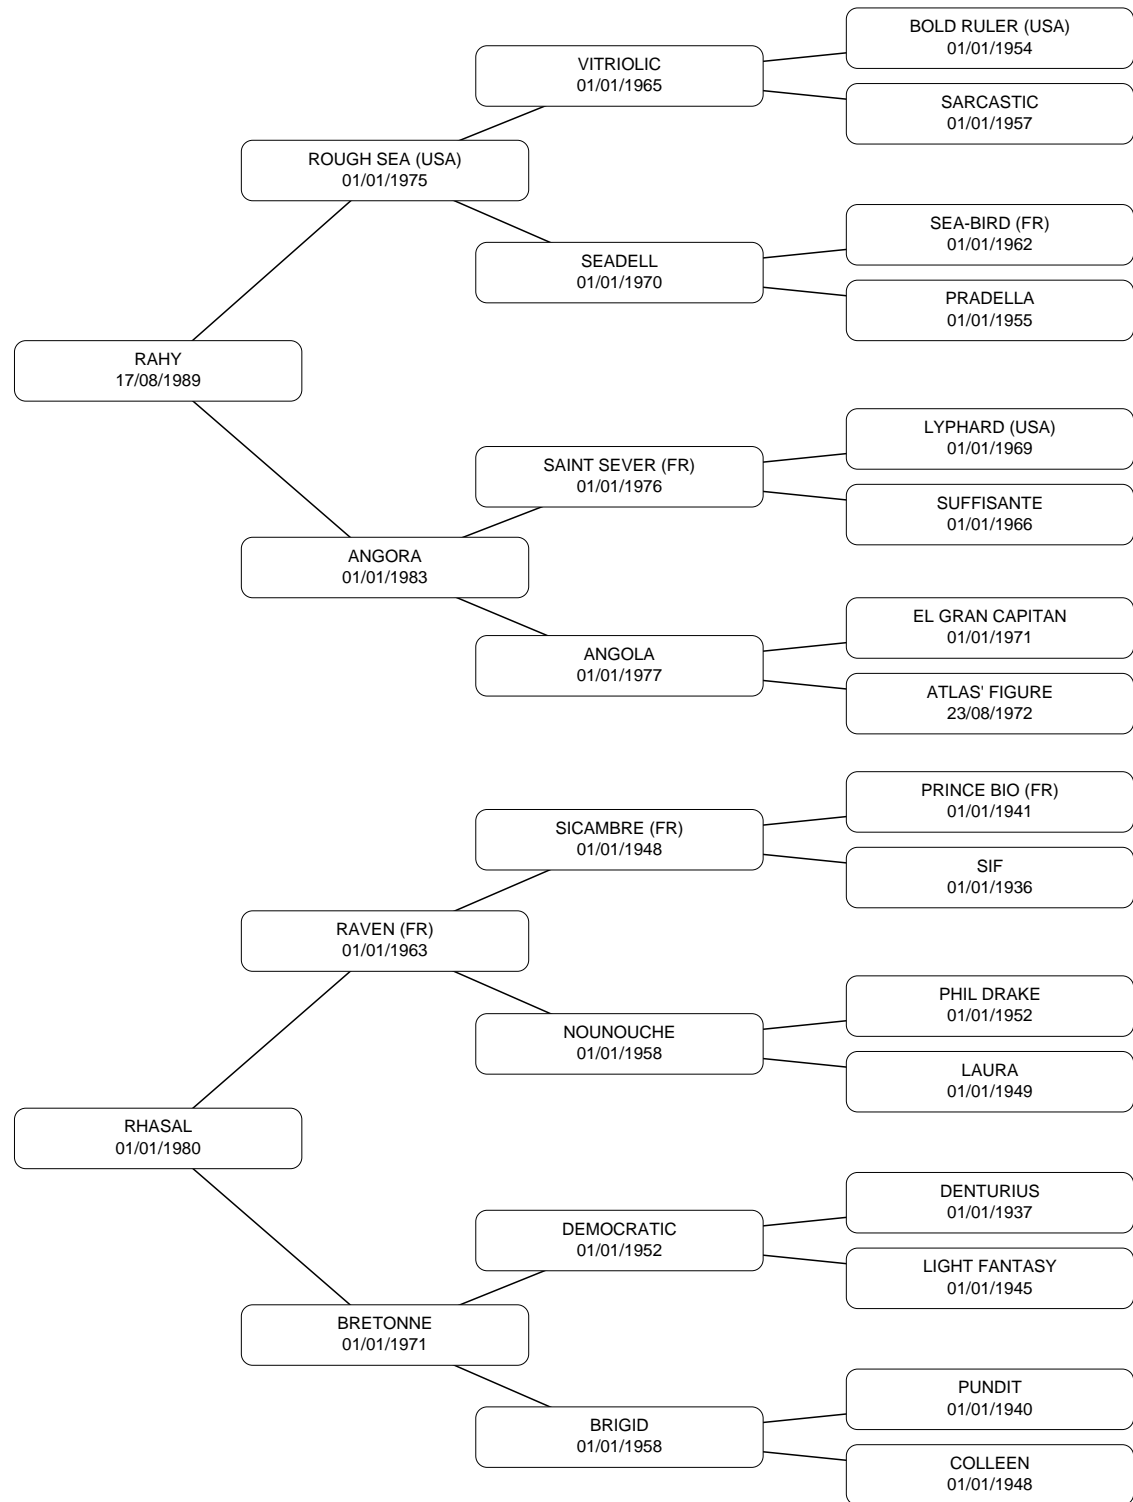 BOLD RULER (USA)
01/01/1954
VITRIOLIC
01/01/1965
SARCASTIC
01/01/1957
ROUGH SEA (USA)
01/01/1975
SEA-BIRD (FR)
01/01/1962
SEADELL
01/01/1970
PRADELLA
01/01/1955
RAHY
17/08/1989
LYPHARD (USA)
01/01/1969
SAINT SEVER (FR)
01/01/1976
SUFFISANTE
01/01/1966
ANGORA
01/01/1983
EL GRAN CAPITAN
01/01/1971
ANGOLA
01/01/1977
ATLAS' FIGURE
23/08/1972
PRINCE BIO (FR)
01/01/1941
SICAMBRE (FR)
01/01/1948
SIF
01/01/1936
RAVEN (FR)
01/01/1963
PHIL DRAKE
01/01/1952
NOUNOUCHE
01/01/1958
LAURA
01/01/1949
RHASAL
01/01/1980
DENTURIUS
01/01/1937
DEMOCRATIC
01/01/1952
LIGHT FANTASY
01/01/1945
BRETONNE
01/01/1971
PUNDIT
01/01/1940
BRIGID
01/01/1958
COLLEEN
01/01/1948